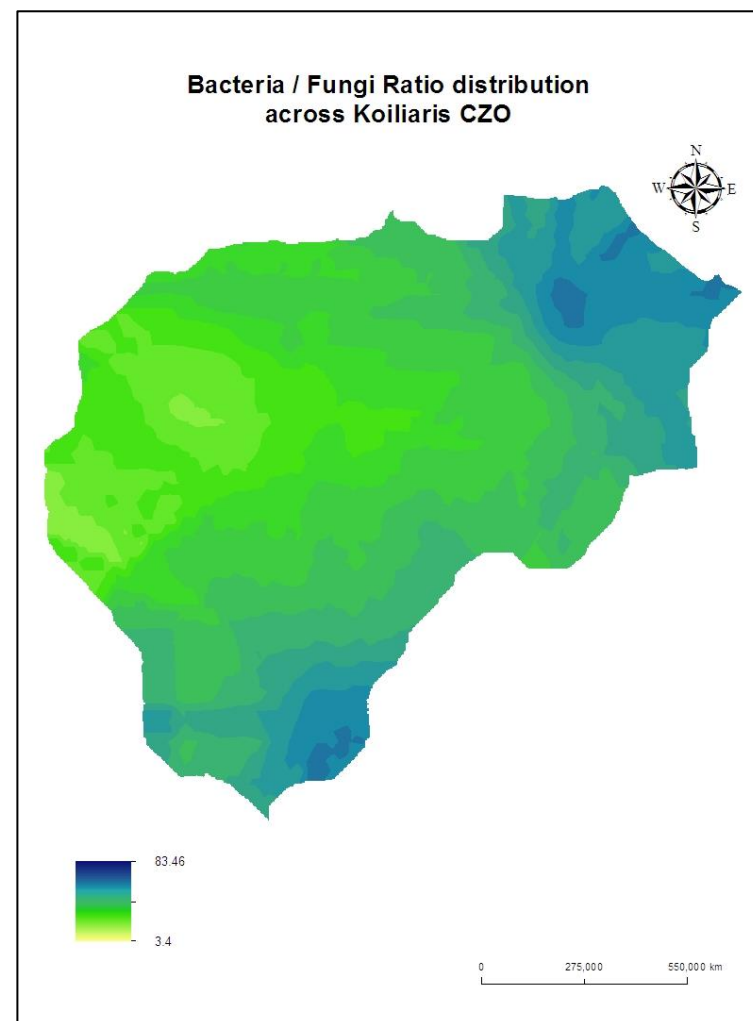 Bacteria / Fungi Ratio distribution
across Koiliaris CZO
N
W E
S
83.46
3.4
0 275,000 550,000 km